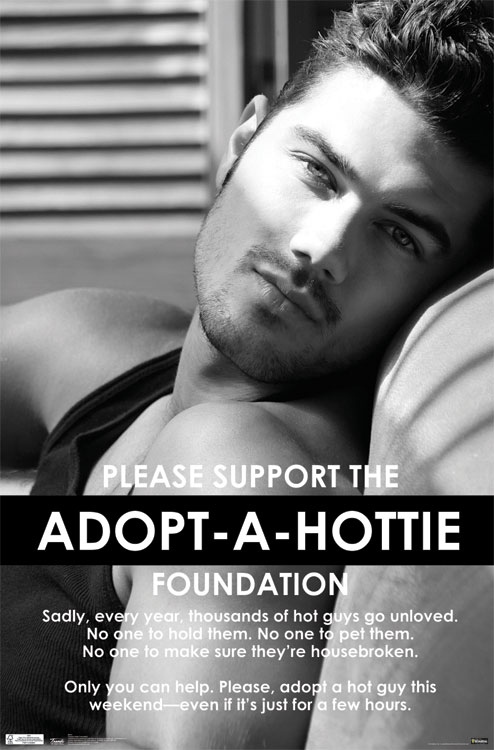 PLEASE SUPPORT THE
ADOPT-A-HOTTIE
FOUNDATION
Sadly, every year, thousands of hot guys go unloved.
No one to hold them. No one to pet them.
No one to make sure they're housebroken.
Only you can help. Please, adopt a hot guy this
weekend—even if it's just for a few hours.
Trends